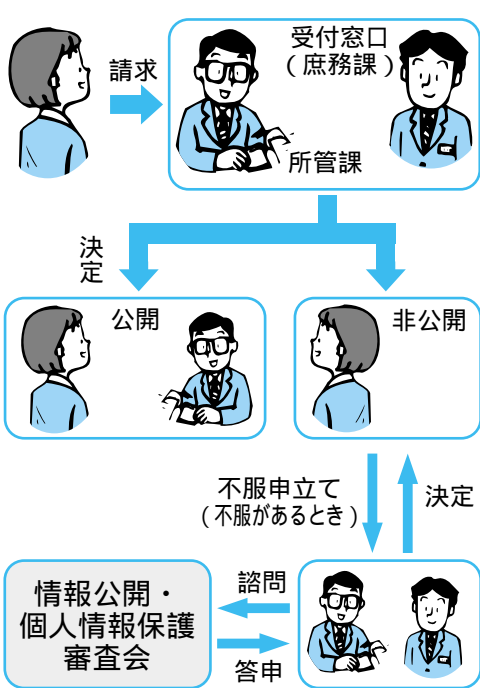 請求
受付窓口
（庶務課）
所管課
決定
公開
非公開
不服申立て
（不服があるとき）
決定
諮問
情報公開・
個人情報保護
審査会
答申